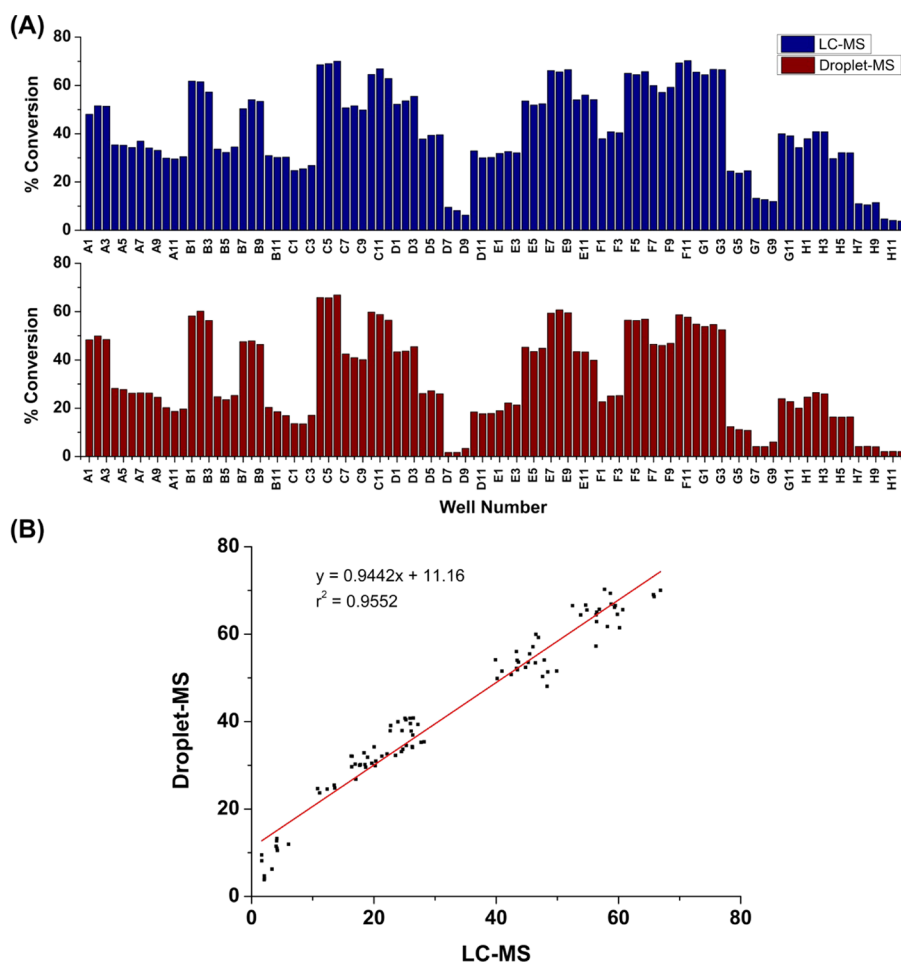 (A)
LC-MS
Droplet-MS
80
60
40
20
0
% Conversion
A1 A3 A5 A7 A9 A11 B1 B3 B5 B7 B9 B11 C1 C3 C5 C7 C9 C11 D1 D3 D5 D7 D9 D11 E1 E3 E5 E7 E9 E11 F1 F3 F5 F7 F9 F11 G1 G3 G5 G7 G9 G11 H1 H3 H5 H7 H9 H11
80
60
40
20
0
% Conversion
A1 A3 A5 A7 A9 A11 B1 B3 B5 B7 B9 B11 C1 C3 C5 C7 C9 C11 D1 D3 D5 D7 D9 D11 E1 E3 E5 E7 E9 E11 F1 F3 F5 F7 F9 F11 G1 G3 G5 G7 G9 G11 H1 H3 H5 H7 H9 H11
Well Number
(B)
80
60
40
20
0
Droplet-MS
y = 0.9442x + 11.16
r² = 0.9552
0 20 40 60 80
LC-MS